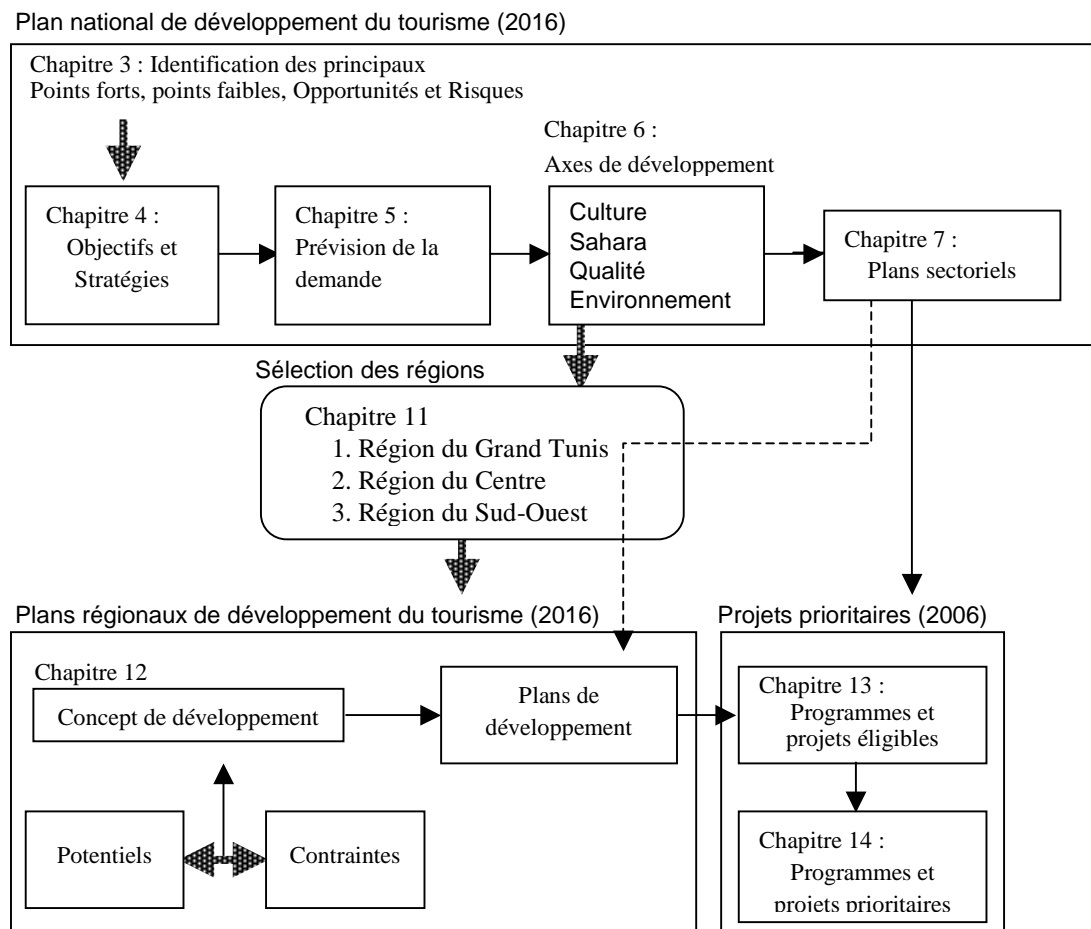 Plan national de développement du tourisme (2016)
Chapitre 3 : Identification des principaux
Points forts, points faibles, Opportunités et Risques
Chapitre 4 :
Objectifs et
Stratégies
Chapitre 5 :
Prévision de la
demande
Chapitre 6 :
Axes de développement
Culture
Sahara
Qualité
Environnement
Chapitre 7 :
Plans sectoriels
Sélection des régions
Chapitre 11
1. Région du Grand Tunis
2. Région du Centre
3. Région du Sud-Ouest
Plans régionaux de développement du tourisme (2016)
Chapitre 12
Concept de développement
Plans de
développement
Potentiels
Contraintes
Projets prioritaires (2006)
Chapitre 13 :
Programmes et
projets éligibles
Chapitre 14 :
Programmes et
projets prioritaires